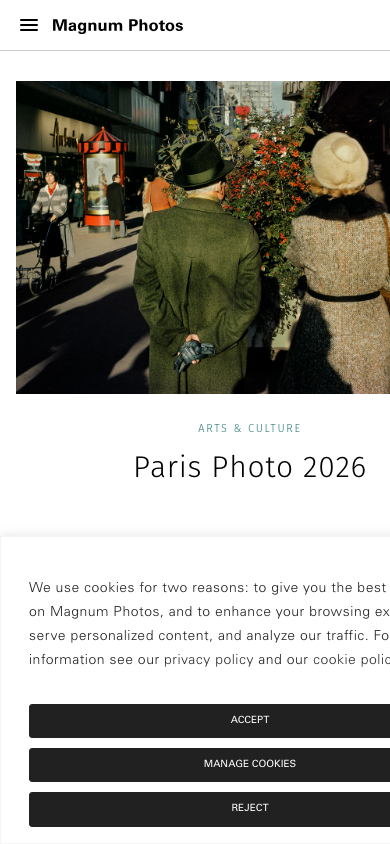 Magnum Photos
ARTS & CULTURE
Paris Photo 2026
We use cookies for two reasons: to give you the best
on Magnum Photos, and to enhance your browsing ex
serve personalized content, and analyze our traffic. Fo
information see our privacy policy and our cookie polic
ACCEPT
MANAGE COOKIES
REJECT